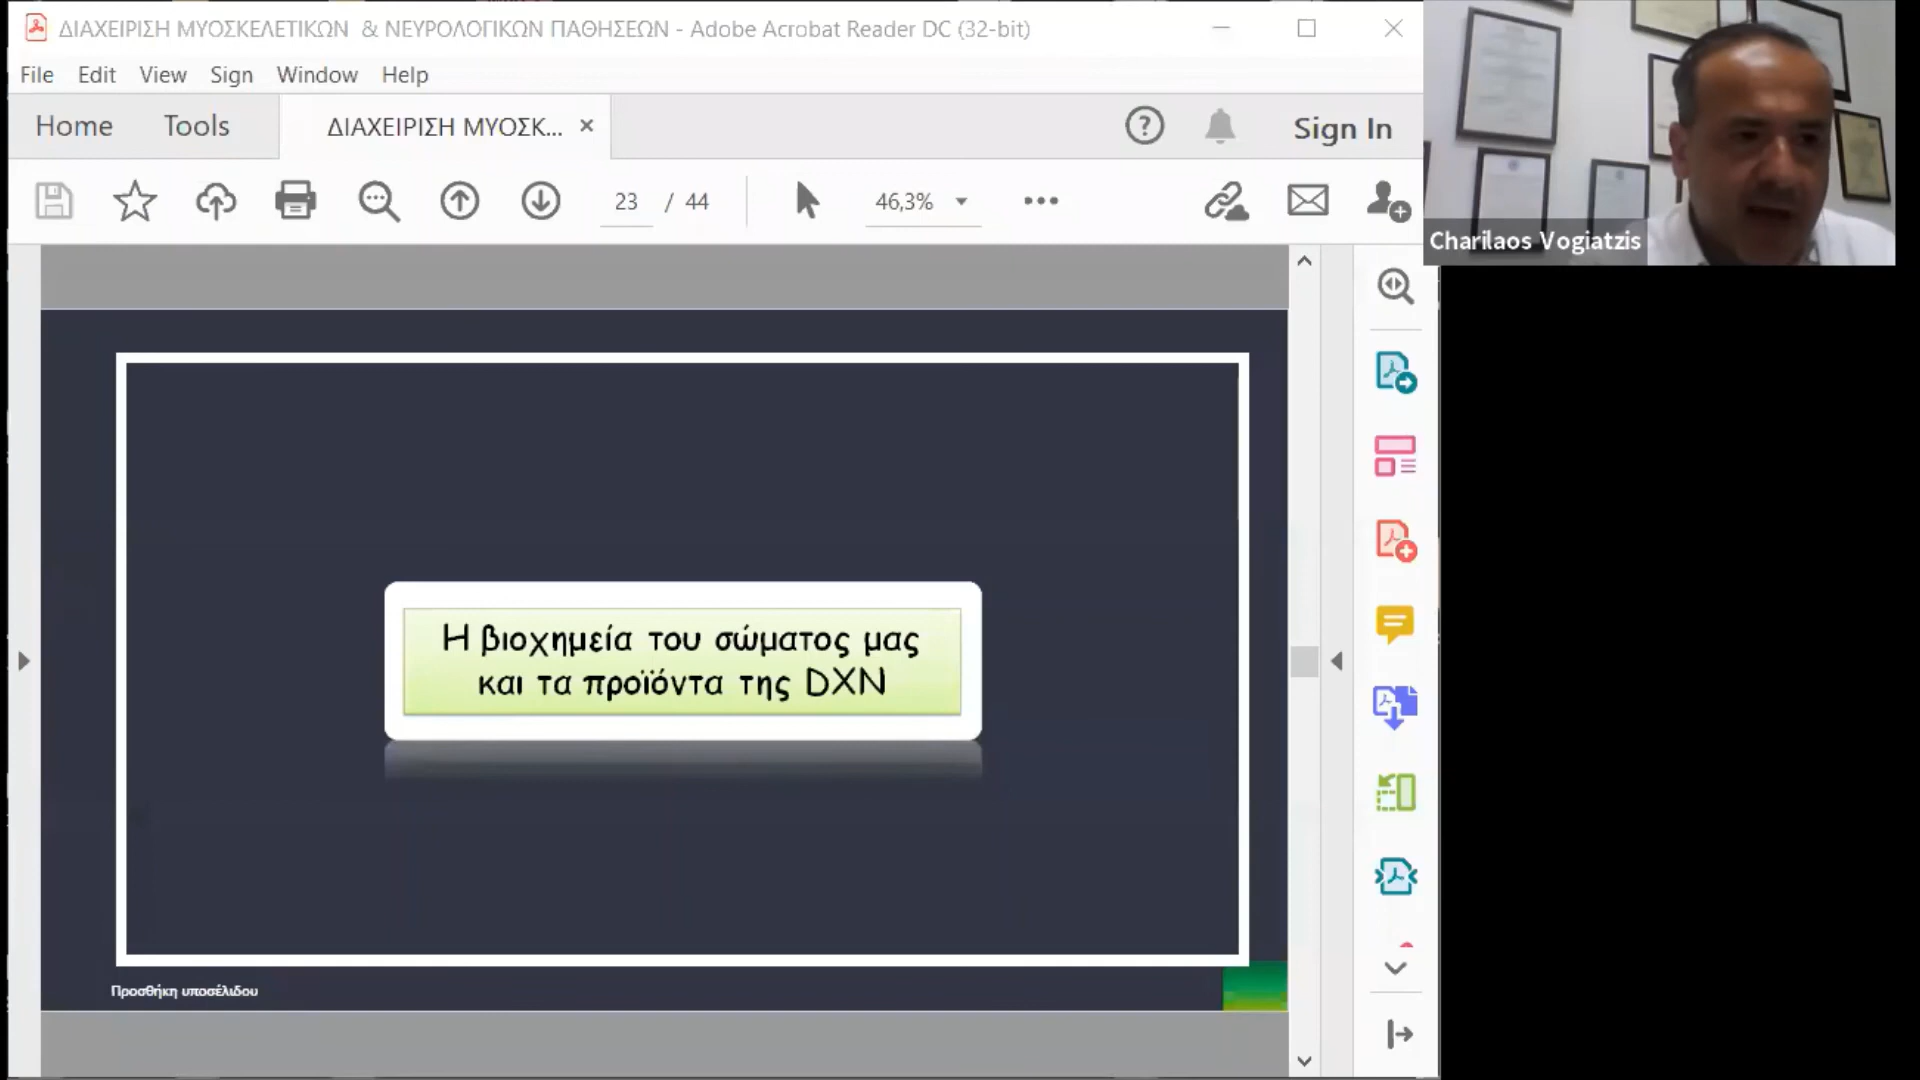 ΔΙΑΧΕΙΡΙΣΗ ΜΥΟΣΚΕΛΕΤΙΚΩΝ & ΝΕΥΡΟΛΟΓΙΚΩΝ ΠΑΘΗΣΕΩΝ - Adobe Acrobat Reader DC (32-bit)
File Edit View Sign Window Help
Home Tools ΔΙΑΧΕΙΡΙΣΗ ΜΥΟΣΚ... Sign In
23 / 44 46,3%
Charilaos Vogiatzis
Η βιοχημεία του σώματος μας
και τα προϊόντα της DXN
Προσθήκη υποσέλιδου